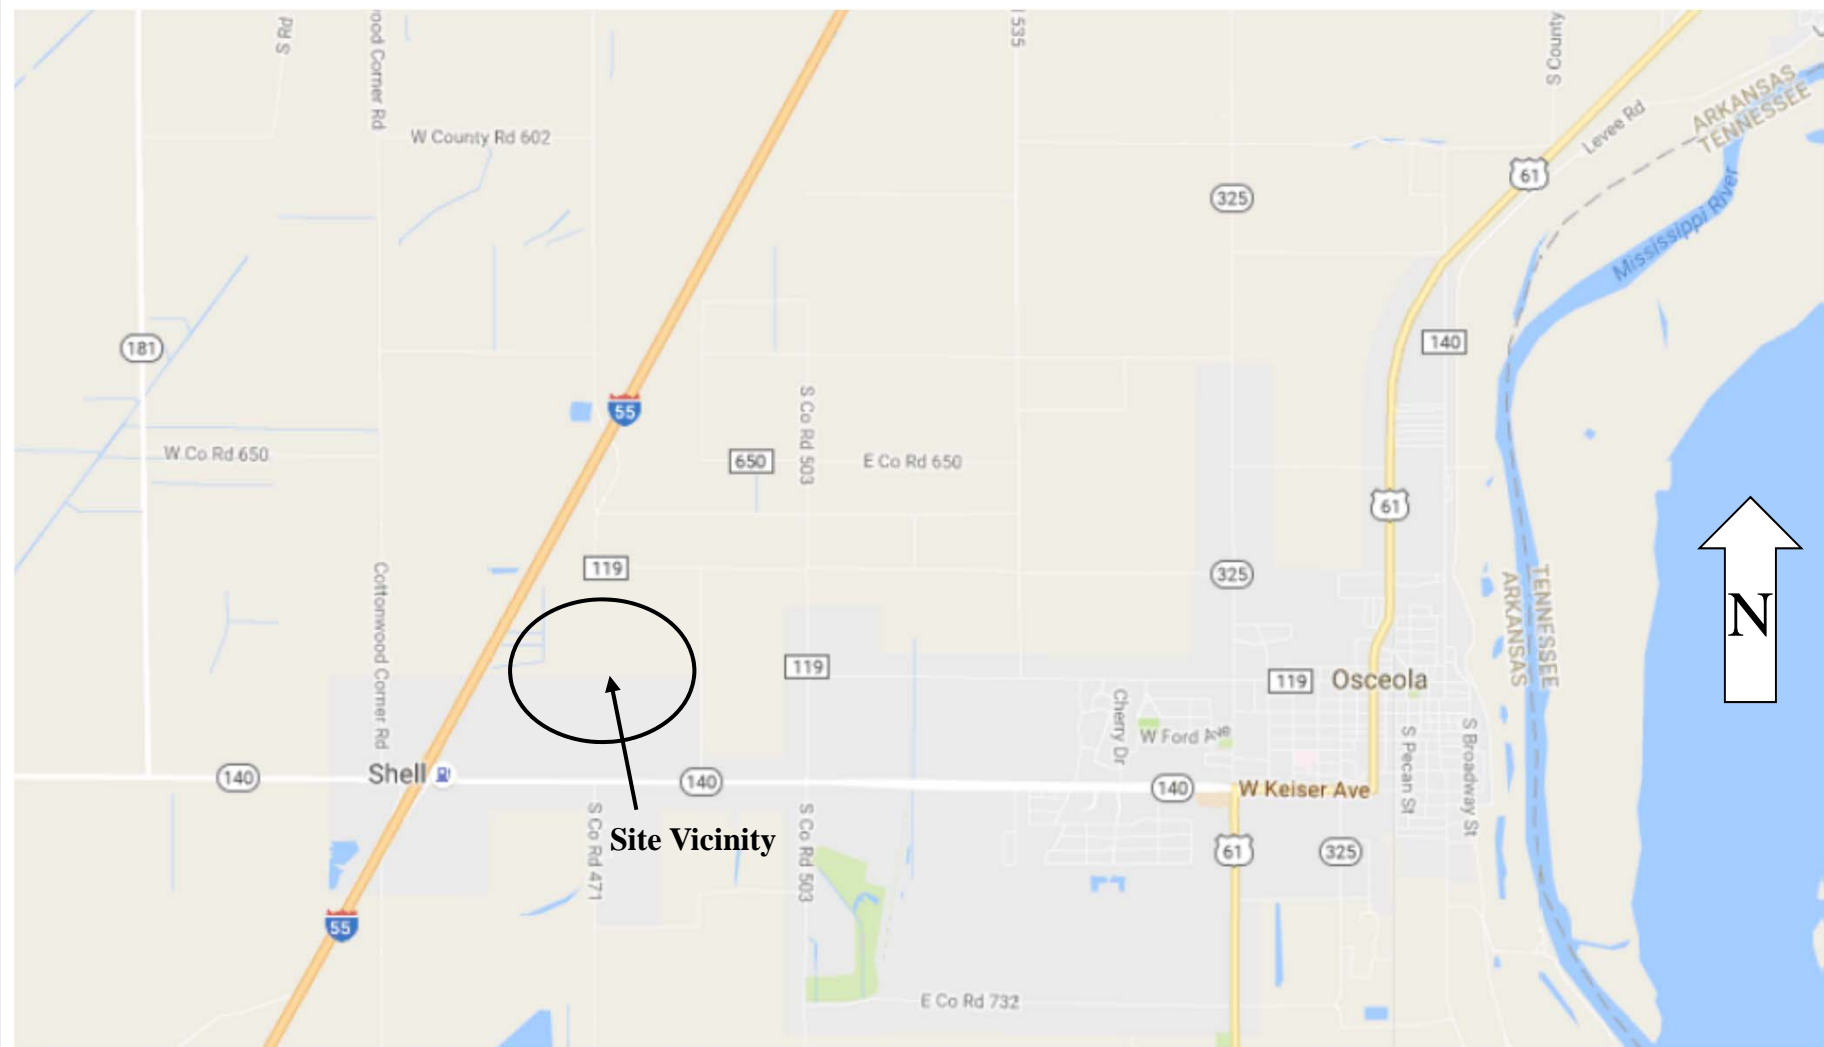 S Rd
ood Corner Rd
535
S County
W County Rd 602
ARKANSAS
TENNESSEE
Levee Rd
61
325
Mississippi River
181
140
55
S Co Rd 503
W Co Rd 650
650
E Co Rd 650
61
119
325
Cottonwood Corner Rd
TENNESSEE
ARKANSAS
N
119
119
Osceola
Cherry Dr
W Ford Ave
S Pecan St
S Broadway St
Shell
140
140
140
W Keiser Ave
S Co Rd 471
Site Vicinity
S Co Rd 503
61
325
55
E Co Rd 732